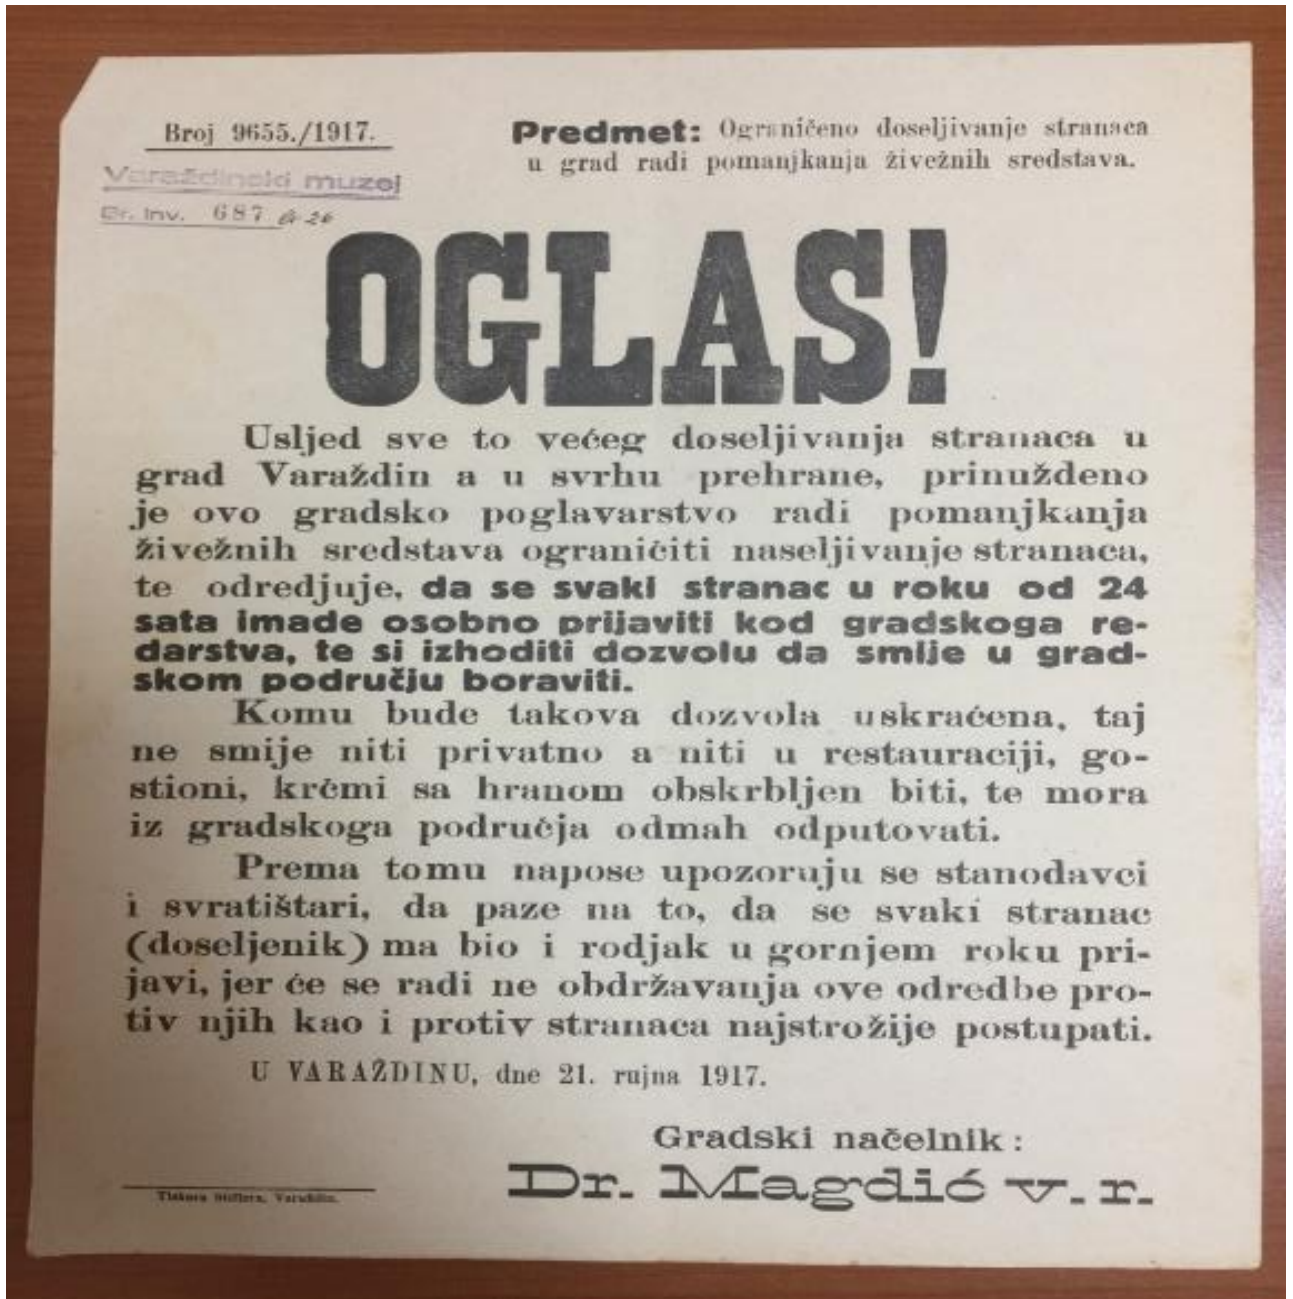 Broj 9655./1917.
Predmet: Ograničeno doseljivanje stranaca
u grad radi pomanjkanja živežnih sredstava.
Varaždinski muzej
Br. Inv. 687
OGLAS!
Usljed sve to većeg doseljivanja stranaca u
grad Varaždin a u svrhu prehrane, prinuždeno
je ovo gradsko poglavarstvo radi pomanjkanja
živežnih sredstava ograničiti naseljivanje stranaca,
te odredjuje, da se svaki stranac u roku od 24
sata imade osobno prijaviti kod gradskoga re-
darstva, te si izhoditi dozvolu da smije u grad-
skom području boraviti.
Komu bude takova dozvola uskraćena, taj
ne smije niti privatno a niti u restauraciji, go-
stioni, krčmi sa hranom obskrbljen biti, te mora
iz gradskoga područja odmah odputovati.
Prema tomu napose upozoruju se stanodavci
i svratištari, da paze na to, da se svaki stranac
(doseljenik) ma bio i rodjak u gornjem roku pri-
javi, jer će se radi ne obdržavanja ove odredbe pro-
tiv njih kao i protiv stranaca najstrožije postupati.
U VARAŽDINU, dne 21. rujna 1917.
Gradski načelnik:
Dr. Magdić v. r.
Tiskara Stiflera, Varaždin.